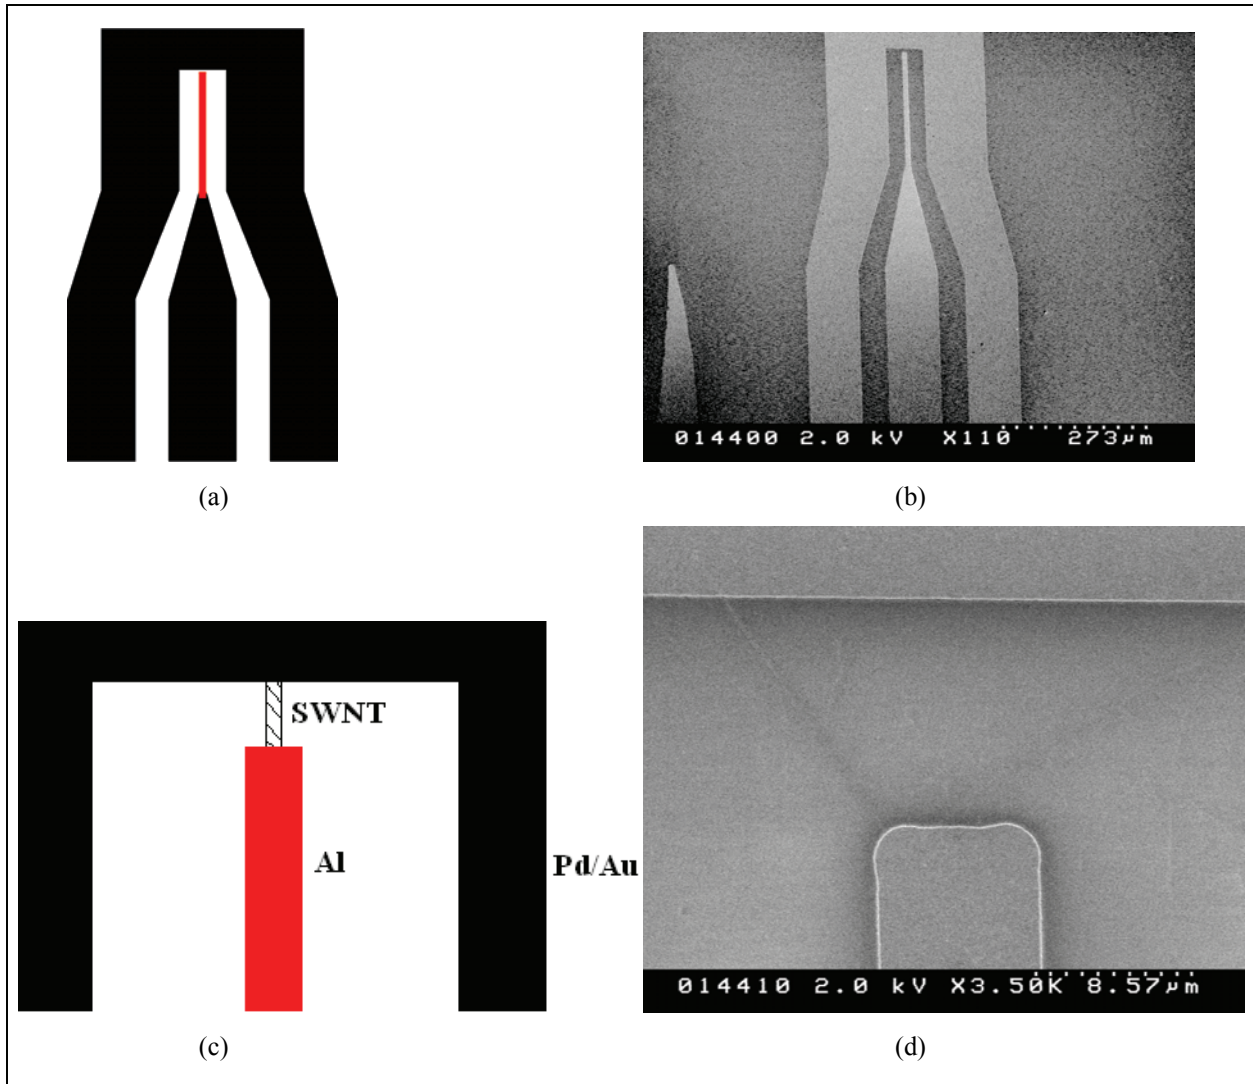 014400 2.0 kV X110 273µm
(a)
(b)
SWNT
Al
Pd/Au
014410 2.0 kV X3.50K 8.57µm
(c)
(d)